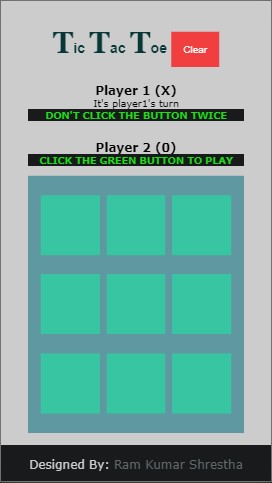 Tic Tac Toe Clear
Player 1 (X)
It's player1's turn
DON'T CLICK THE BUTTON TWICE
Player 2 (0)
CLICK THE GREEN BUTTON TO PLAY
Designed By: Ram Kumar Shrestha